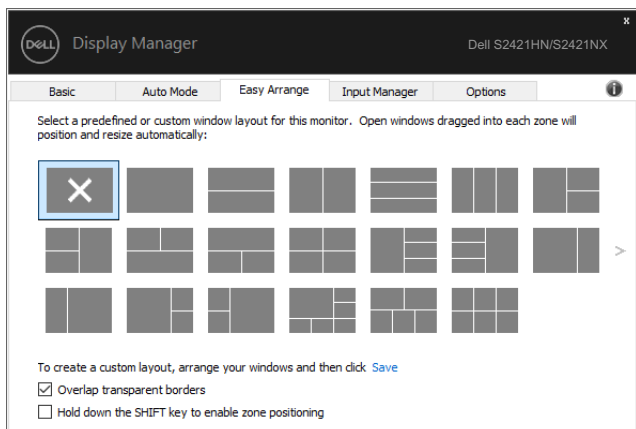 x
DELL Display Manager Dell S2421HN/S2421NX
Basic Auto Mode Easy Arrange Input Manager Options i
Select a predefined or custom window layout for this monitor. Open windows dragged into each zone will
position and resize automatically:
>
To create a custom layout, arrange your windows and then click Save
Overlap transparent borders
Hold down the SHIFT key to enable zone positioning